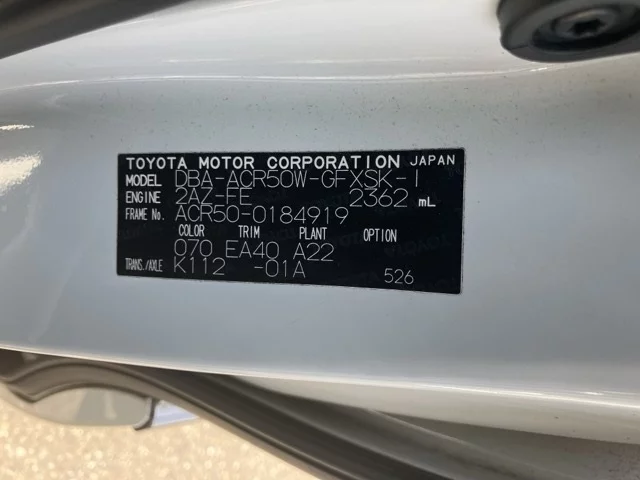 TOYOTA MOTOR CORPORATION JAPAN
MODEL DBA-ACR50W-GFXSK-I
ENGINE 2AZ-FE 2362 mL
FRAME No. ACR50-0184919
COLOR TRIM PLANT OPTION
070 EA40 A22
TRANS./AXLE K112 -01A 526